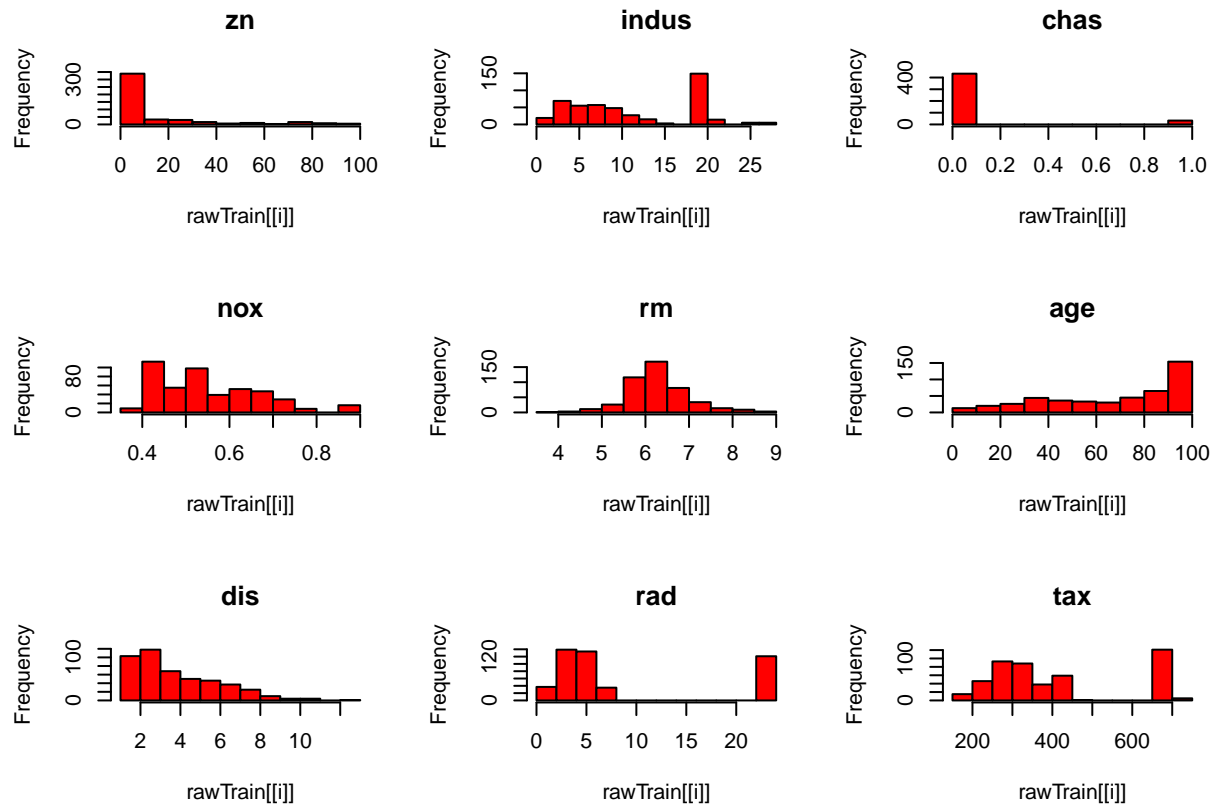 zn
Frequency
0 300
0 20 40 60 80 100
rawTrain[[i]]
indus
Frequency
0 150
0 5 10 15 20 25
rawTrain[[i]]
chas
Frequency
0 400
0.0 0.2 0.4 0.6 0.8 1.0
rawTrain[[i]]
nox
Frequency
0 80
0.4 0.6 0.8
rawTrain[[i]]
rm
Frequency
0 150
4 5 6 7 8 9
rawTrain[[i]]
age
Frequency
0 150
0 20 40 60 80 100
rawTrain[[i]]
dis
Frequency
0 100
2 4 6 8 10
rawTrain[[i]]
rad
Frequency
0 120
0 5 10 15 20
rawTrain[[i]]
tax
Frequency
0 100
200 400 600
rawTrain[[i]]